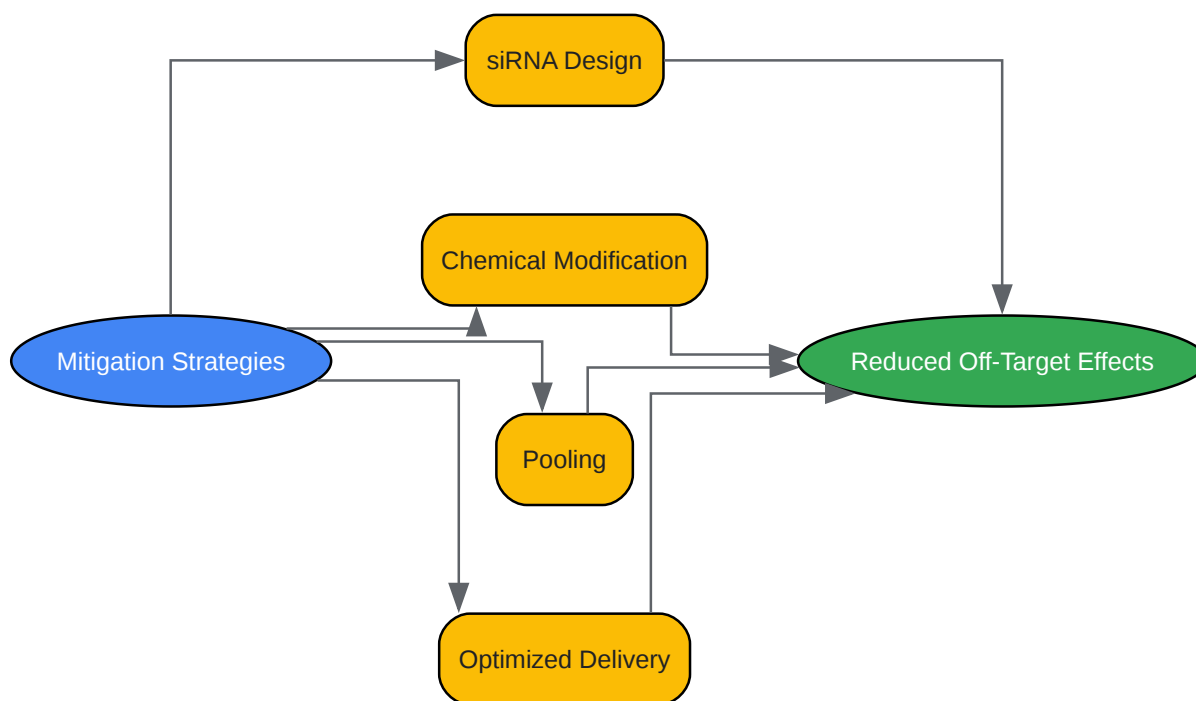 siRNA Design
Chemical Modification
Mitigation Strategies
Reduced Off-Target Effects
Pooling
Optimized Delivery